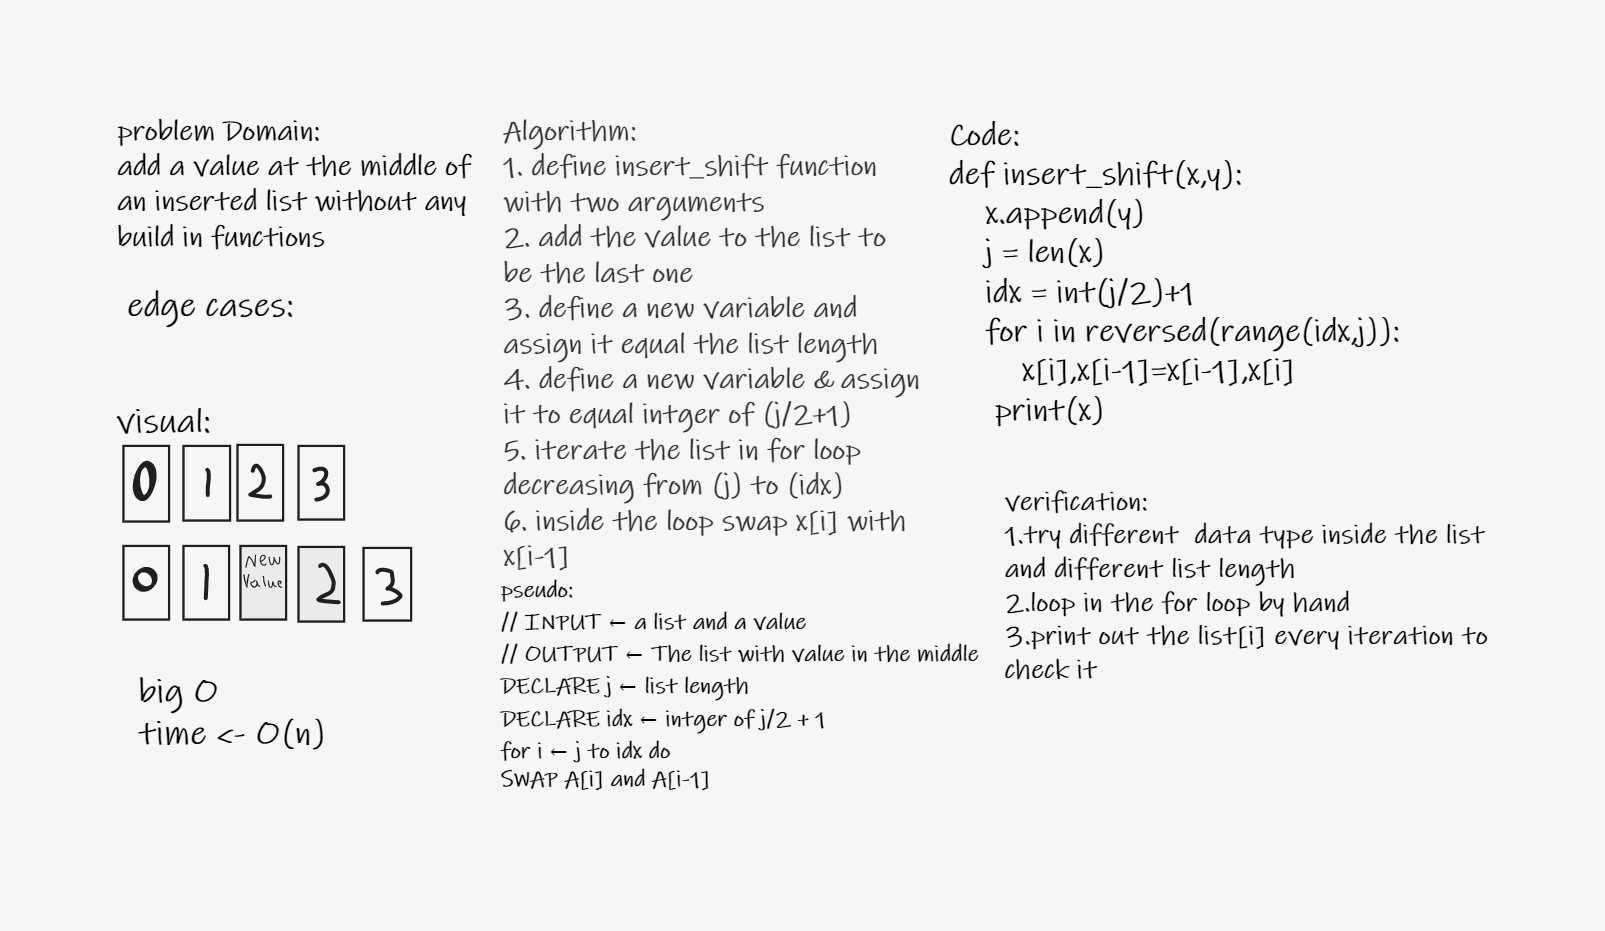 problem Domain:
add a value at the middle of
an inserted list without any
build in functions
edge cases:
visual:
0 1 2 3
0 1 New Value 2 3
big O
time <- O(n)
Algorithm:
1. define insert_shift function
with two arguments
2. add the value to the list to
be the last one
3. define a new variable and
assign it equal the list length
4. define a new variable & assign
it to equal intger of (j/2+1)
5. iterate the list in for loop
decreasing from (j) to (idx)
6. inside the loop swap x[i] with
x[i-1]
pseudo:
// INPUT ← a list and a value
// OUTPUT ← The list with value in the middle
DECLARE j ← list length
DECLARE idx ← intger of j/2 + 1
for i ← j to idx do
SWAP A[i] and A[i-1]
Code:
def insert_shift(x,y):
x.append(y)
j = len(x)
idx = int(j/2)+1
for i in reversed(range(idx,j)):
x[i],x[i-1]=x[i-1],x[i]
print(x)
verification:
1.try different data type inside the list
and different list length
2.loop in the for loop by hand
3.print out the list[i] every iteration to
check it